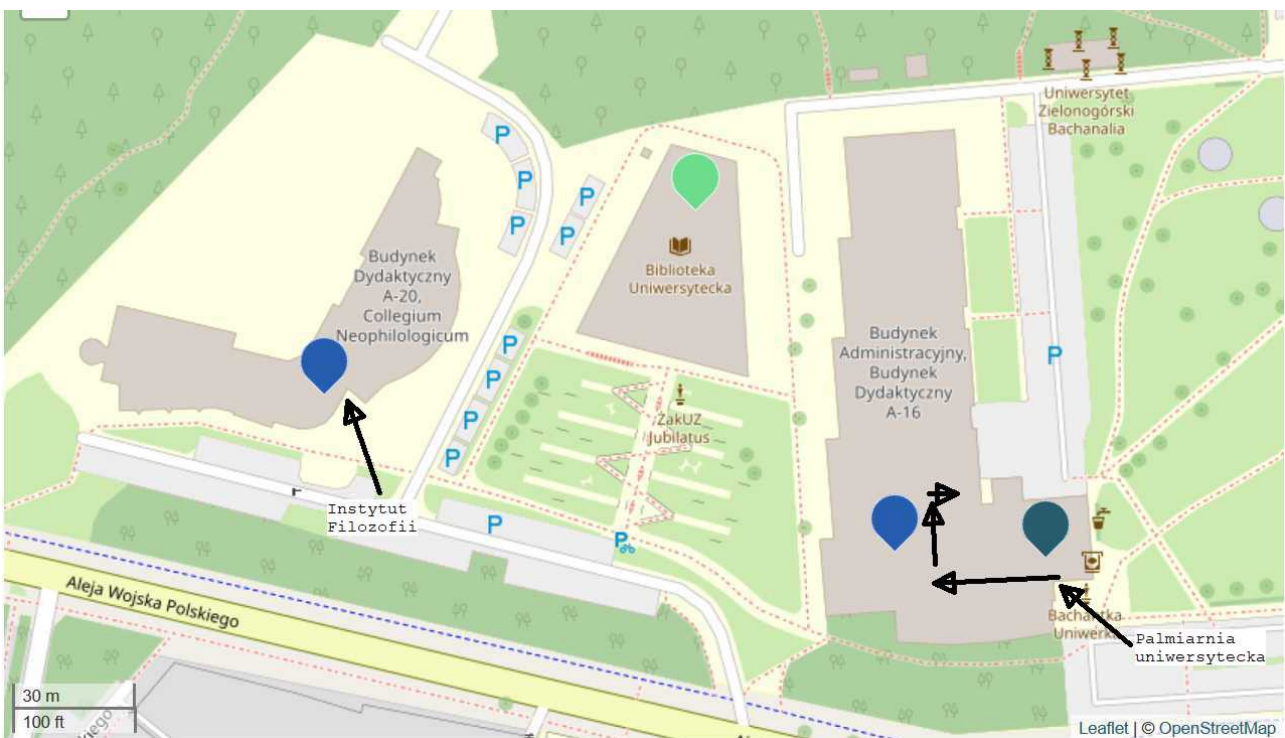 Uniwersytet
Zielonogórski
Bachanalia
P
P
P
P
P
Budynek
Dydaktyczny
A-20,
Collegium
Neophilologicum
Biblioteka
Uniwersytecka
Budynek
Administracyjny,
Budynek
Dydaktyczny
A-16
P
P
P
P
P
ŻakUZ
Jubilatus
Instytut
Filozofii
P
P
Aleja Wojska Polskiego
Uniwerka
Palmiarnia
uniwersytecka
30 m
100 ft
Leaflet | © OpenStreetMap